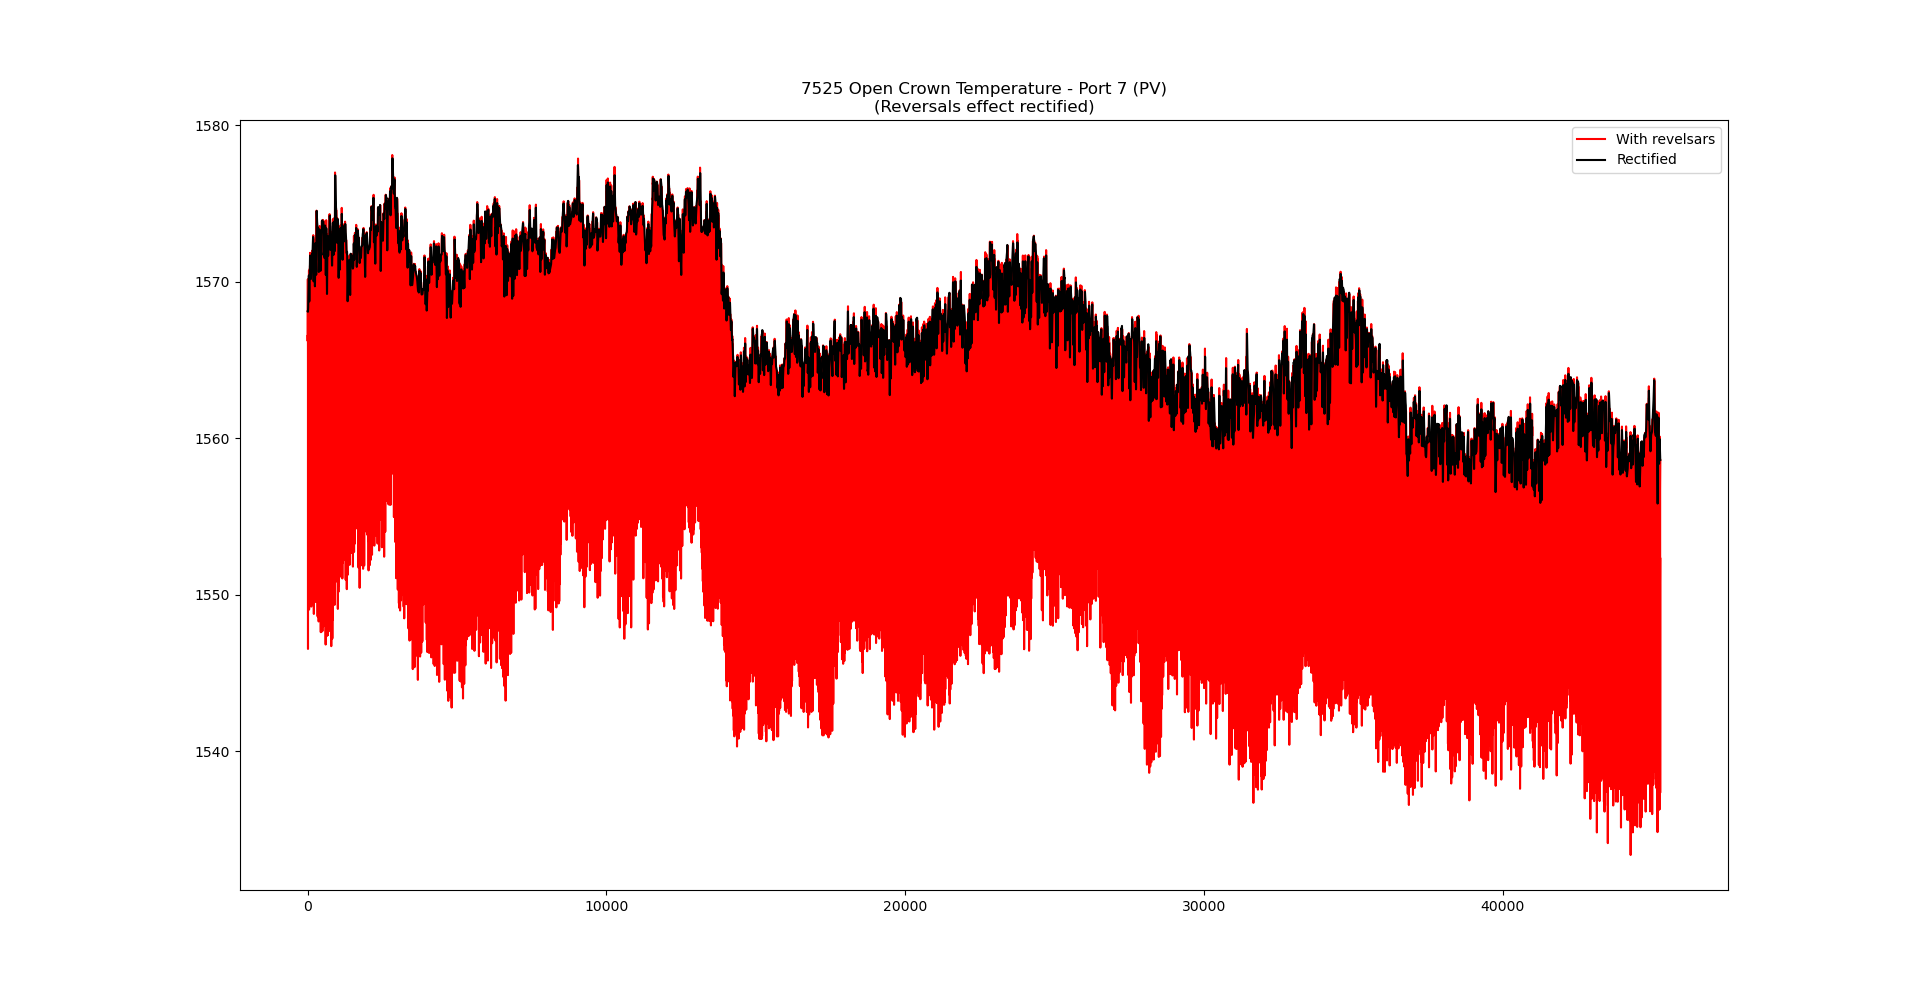 7525 Open Crown Temperature - Port 7 (PV)
(Reversals effect rectified)
With revelsars
Rectified
1580
1570
1560
1550
1540
0
10000
20000
30000
40000